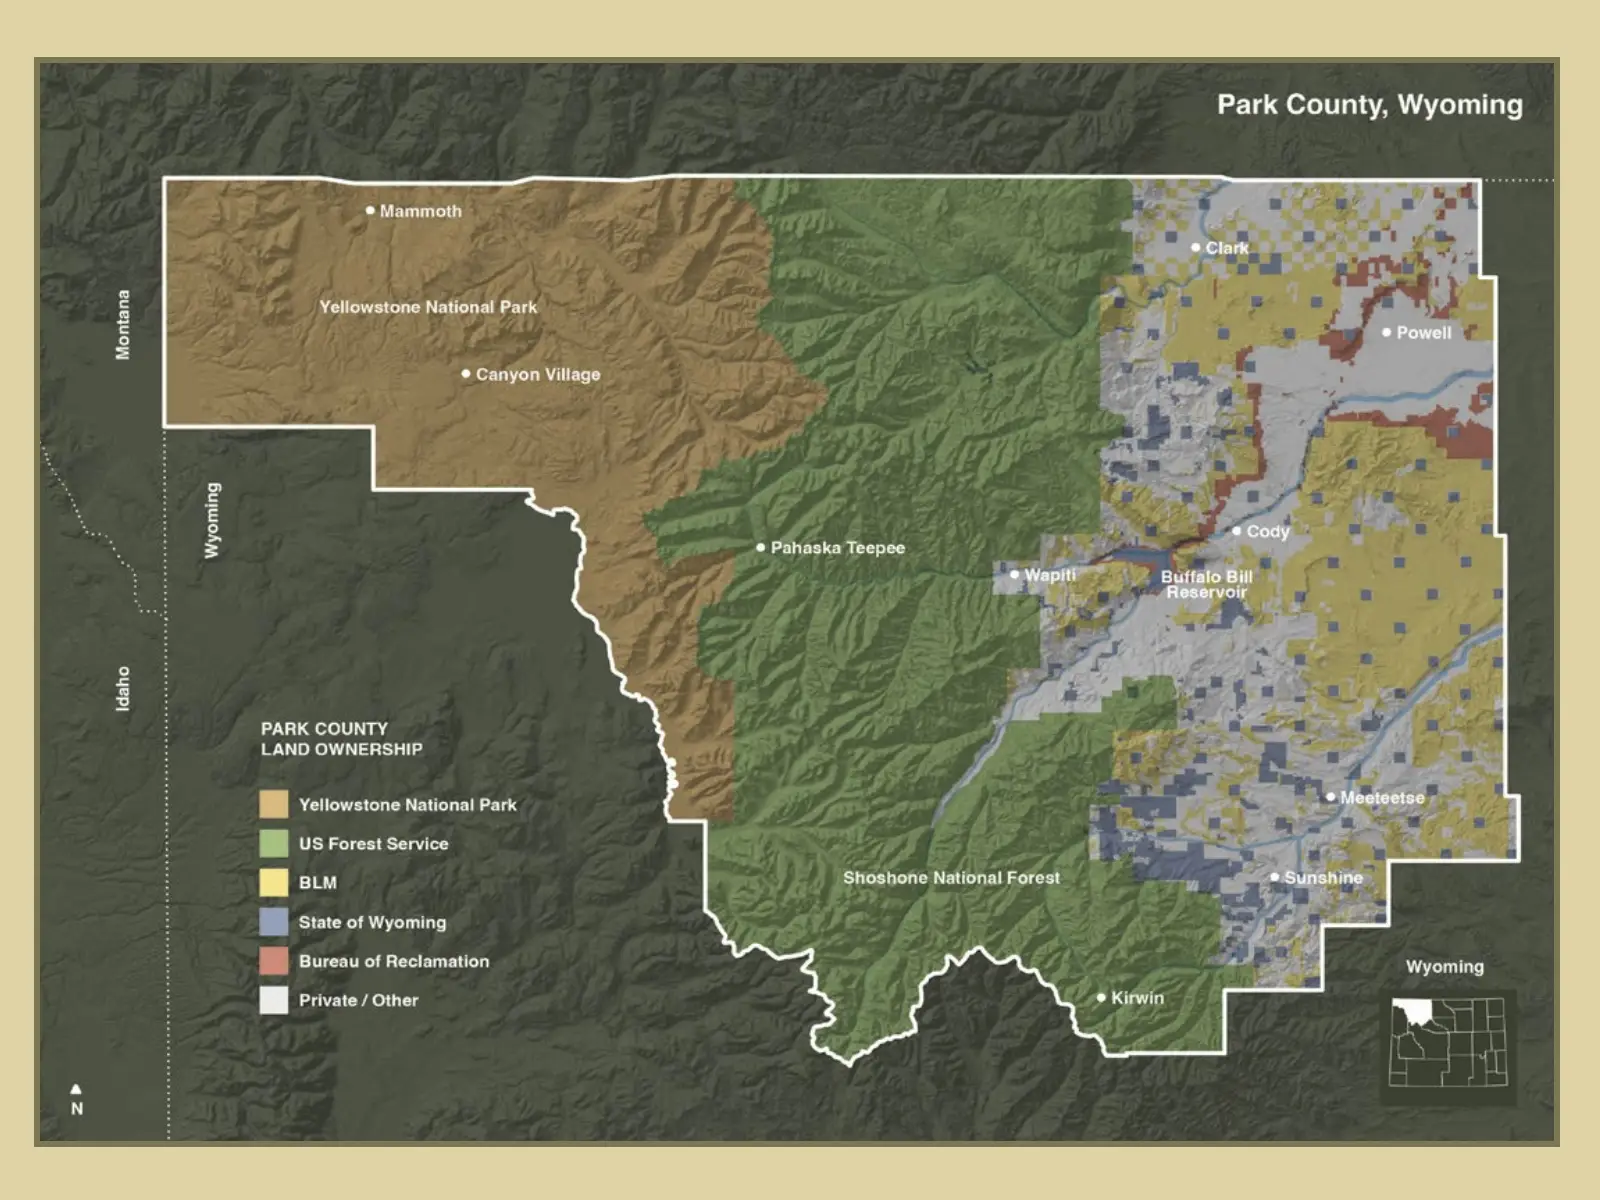 Park County, Wyoming
Mammoth
Clark
Yellowstone National Park
Powell
Montana
Canyon Village
Wyoming
Cody
Pahaska Teepee
Wapiti
Buffalo Bill
Reservoir
Idaho
PARK COUNTY
LAND OWNERSHIP
Yellowstone National Park
US Forest Service
BLM
State of Wyoming
Bureau of Reclamation
Private / Other
Meeteetse
Shoshone National Forest
Sunshine
Kirwin
Wyoming
N